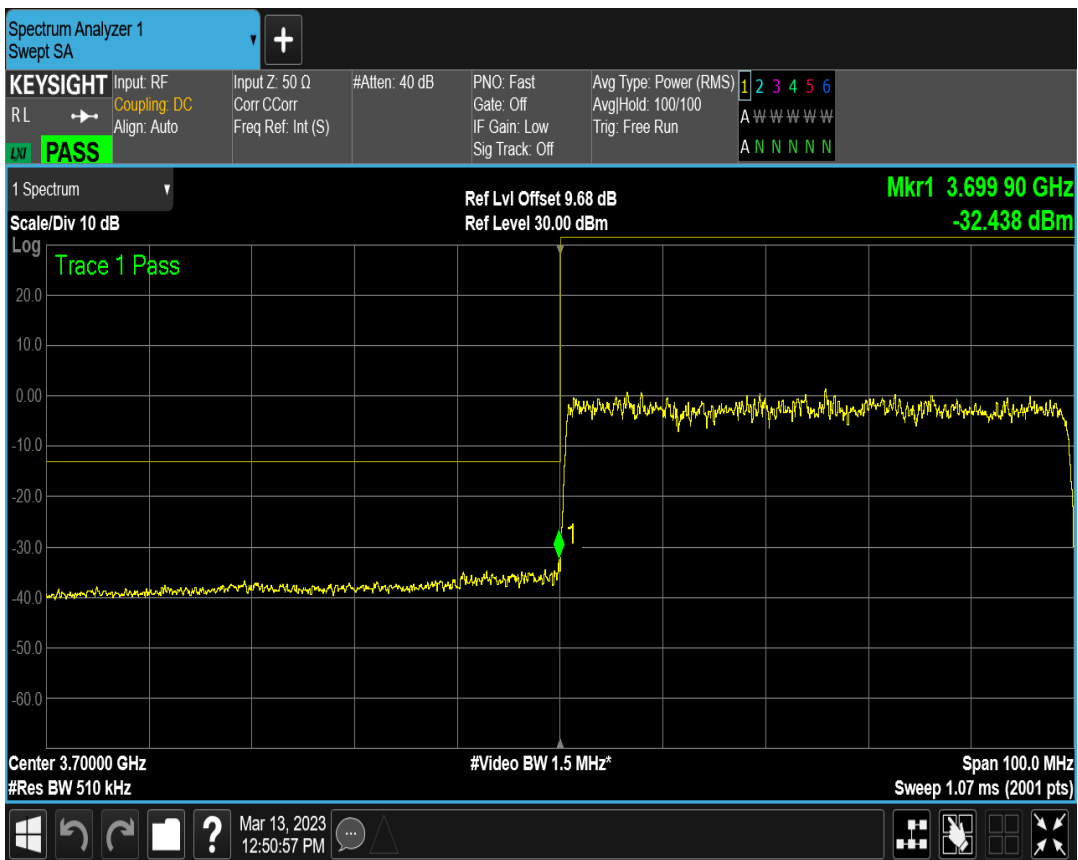 Spectrum Analyzer 1
Swept SA
+
KEYSIGHT
R L
LXI
PASS
Input: RF
Coupling: DC
Align: Auto
Input Z: 50 Ω
Corr CCorr
Freq Ref: Int (S)
#Atten: 40 dB
PNO: Fast
Gate: Off
IF Gain: Low
Sig Track: Off
Avg Type: Power (RMS)
Avg|Hold: 100/100
Trig: Free Run
1 2 3 4 5 6
A W W W W W
A N N N N N
1 Spectrum
Scale/Div 10 dB
Ref Lvl Offset 9.68 dB
Ref Level 30.00 dBm
Mkr1 3.699 90 GHz
-32.438 dBm
Log
Trace 1 Pass
20.0
10.0
0.00
-10.0
-20.0
-30.0
-40.0
-50.0
-60.0
1
Center 3.70000 GHz
#Res BW 510 kHz
#Video BW 1.5 MHz*
Span 100.0 MHz
Sweep 1.07 ms (2001 pts)
?
Mar 13, 2023
12:50:57 PM